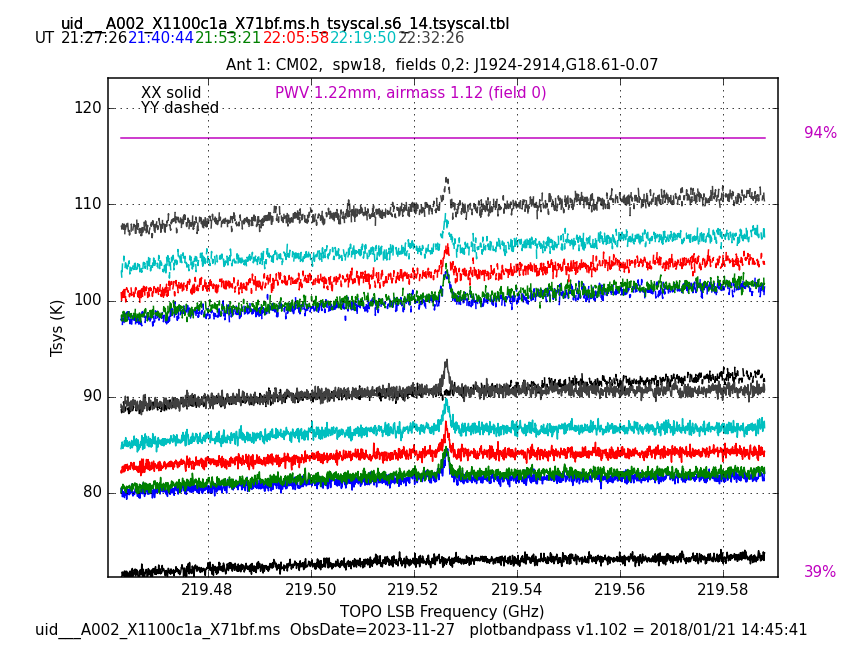 uid___A002_X1100c1a_X71bf.ms.h_tsyscal.s6_14.tsyscal.tbl
UT 21:27:26 21:40:44 21:53:21 22:05:58 22:19:50 22:32:26
Ant 1: CM02,  spw18,  fields 0,2: J1924-2914,G18.61-0.07
XX solid
PWV 1.22mm, airmass 1.12 (field 0)
YY dashed
120
94%
110
100
Tsys (K)
90
80
39%
219.48 219.50 219.52 219.54 219.56 219.58
TOPO LSB Frequency (GHz)
uid___A002_X1100c1a_X71bf.ms  ObsDate=2023-11-27   plotbandpass v1.102 = 2018/01/21 14:45:41